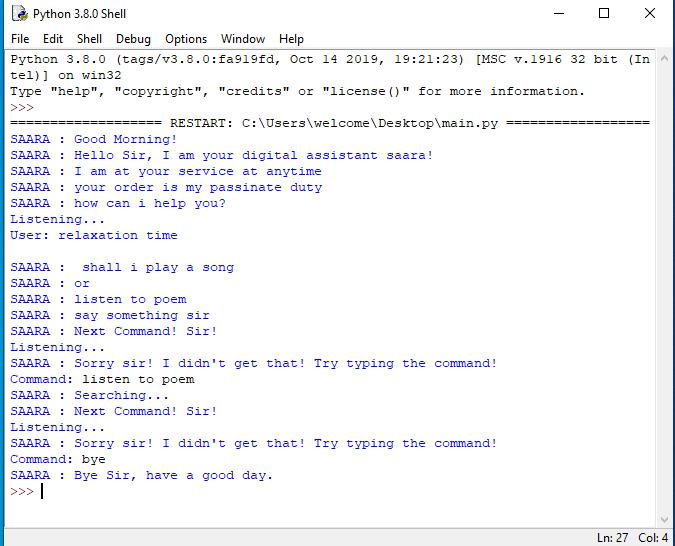 Python 3.8.0 Shell
File Edit Shell Debug Options Window Help
Python 3.8.0 (tags/v3.8.0:fa919fd, Oct 14 2019, 19:21:23) [MSC v.1916 32 bit (In
tel)] on win32
Type "help", "copyright", "credits" or "license()" for more information.
>>>
=================== RESTART: C:\Users\welcome\Desktop\main.py ==================
SAARA : Good Morning!
SAARA : Hello Sir, I am your digital assistant saara!
SAARA : I am at your service at anytime
SAARA : your order is my passinate duty
SAARA : how can i help you?
Listening...
User: relaxation time

SAARA :  shall i play a song
SAARA : or
SAARA : listen to poem
SAARA : say something sir
SAARA : Next Command! Sir!
Listening...
SAARA : Sorry sir! I didn't get that! Try typing the command!
Command: listen to poem
SAARA : Searching...
SAARA : Next Command! Sir!
Listening...
SAARA : Sorry sir! I didn't get that! Try typing the command!
Command: bye
SAARA : Bye Sir, have a good day.
>>>
Ln: 27 Col: 4